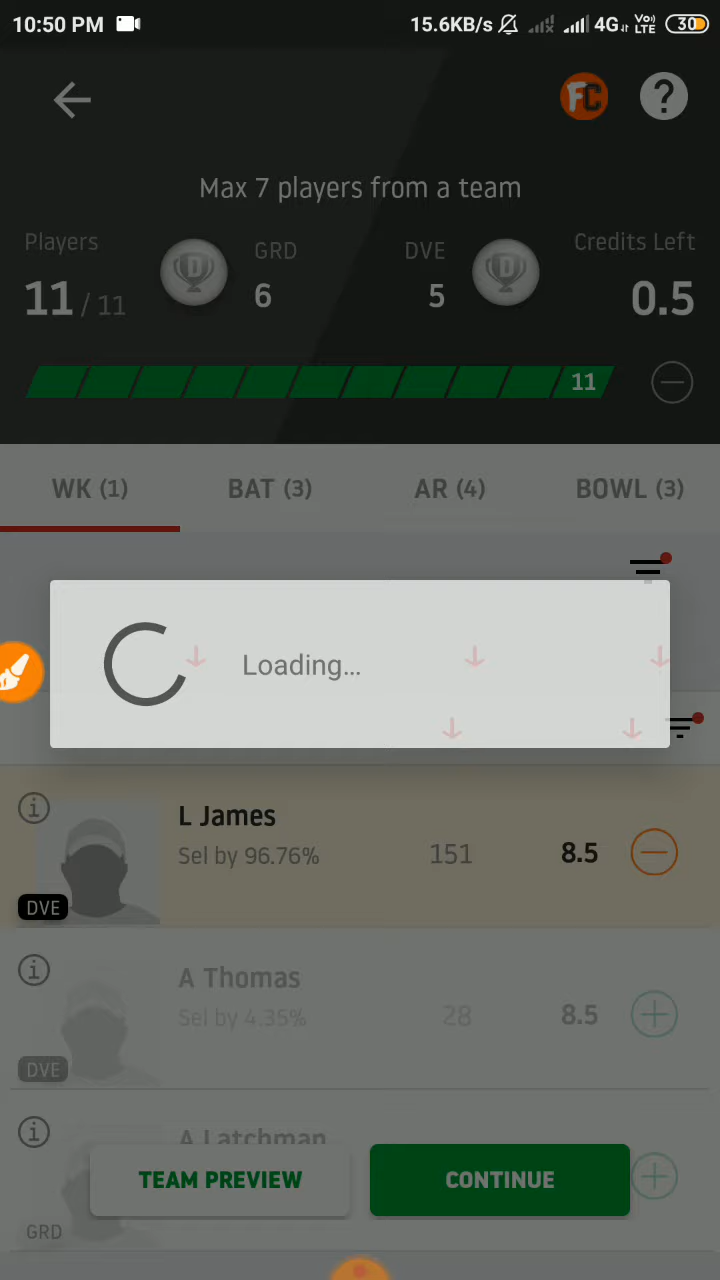 10:50 PM 15.6KB/s 4G Vo) LTE 30
FC ?
Max 7 players from a team
Players GRD DVE Credits Left
11 / 11 D 6 5 D 0.5
11
WK (1) BAT (3) AR (4) BOWL (3)
Loading...
L James
Sel by 96.76% 151 8.5
DVE
A Thomas
Sel by 4.35% 28 8.5
DVE
A Latchman
TEAM PREVIEW CONTINUE
GRD